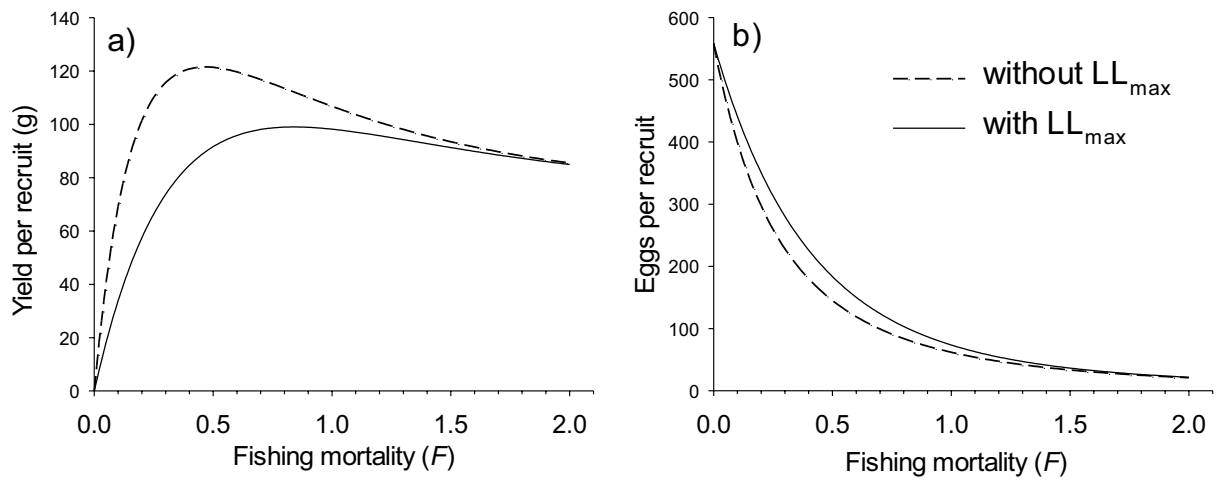 a)
Yield per recruit (g)
140
120
100
80
60
40
20
0
0.0 0.5 1.0 1.5 2.0
Fishing mortality (F)
b)
Eggs per recruit
600
500
400
300
200
100
0
0.0 0.5 1.0 1.5 2.0
Fishing mortality (F)
without LLmax
with LLmax